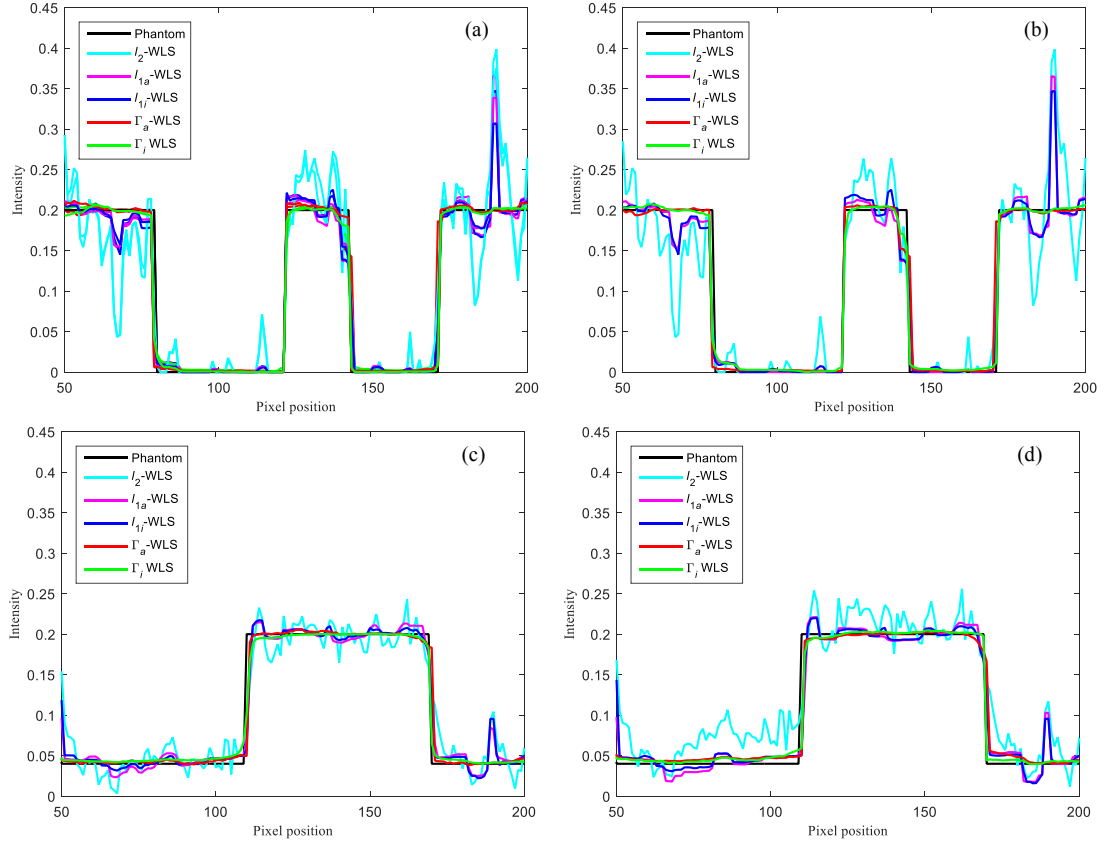 (a)
0.45
0.4
0.35
0.3
0.25
0.2
0.15
0.1
0.05
0
Intensity
Phantom
l2-WLS
l1a-WLS
l1i-WLS
Γa-WLS
Γi WLS
50
100
150
200
Pixel position
(b)
0.45
0.4
0.35
0.3
0.25
0.2
0.15
0.1
0.05
0
Intensity
Phantom
l2-WLS
l1a-WLS
l1i-WLS
Γa-WLS
Γi WLS
50
100
150
200
Pixel position
(c)
0.45
0.4
0.35
0.3
0.25
0.2
0.15
0.1
0.05
0
Intensity
Phantom
l2-WLS
l1a-WLS
l1i-WLS
Γa-WLS
Γi WLS
50
100
150
200
Pixel position
(d)
0.45
0.4
0.35
0.3
0.25
0.2
0.15
0.1
0.05
0
Intensity
Phantom
l2-WLS
l1a-WLS
l1i-WLS
Γa-WLS
Γi WLS
50
100
150
200
Pixel position